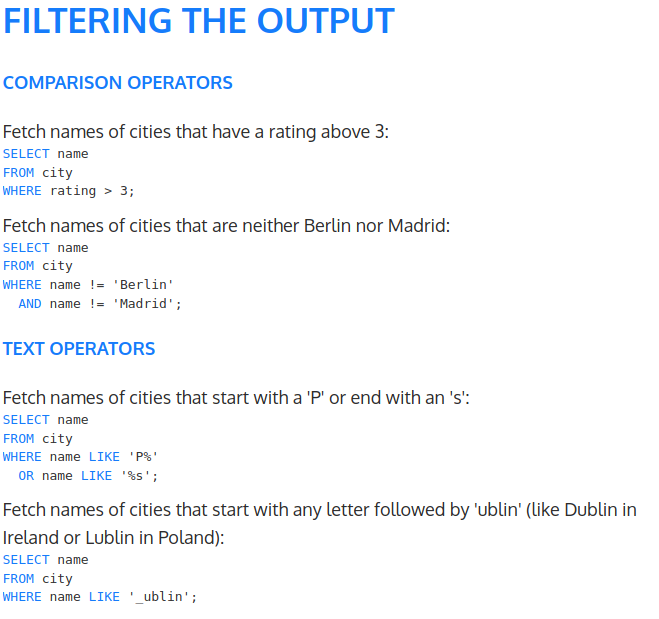 FILTERING THE OUTPUT
COMPARISON OPERATORS
Fetch names of cities that have a rating above 3:
SELECT name
FROM city
WHERE rating > 3;
Fetch names of cities that are neither Berlin nor Madrid:
SELECT name
FROM city
WHERE name != 'Berlin'
  AND name != 'Madrid';
TEXT OPERATORS
Fetch names of cities that start with a 'P' or end with an 's':
SELECT name
FROM city
WHERE name LIKE 'P%'
  OR name LIKE '%s';
Fetch names of cities that start with any letter followed by 'ublin' (like Dublin in
Ireland or Lublin in Poland):
SELECT name
FROM city
WHERE name LIKE '_ublin';